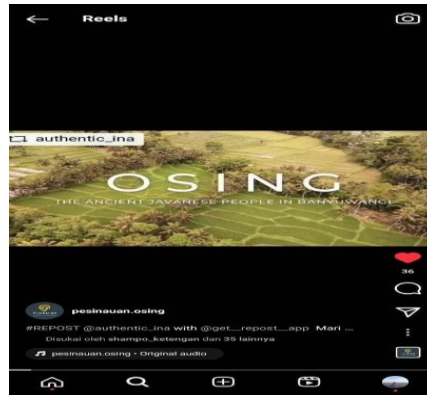 Reels
authentic_ina
OSING
THE ANCIENT JAVANESE PEOPLE IN BANYUWANGI
36
pesinauan.osing
#REPOST @authentic_ina with @get_repost_app Mari ...
Disukai oleh shampo_ketengan dan 35 lainnya
pesinauan.osing • Original audio